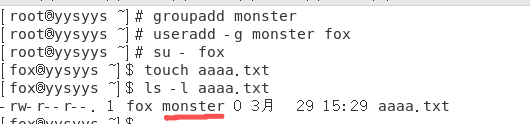 [root@yysyys ~]# groupadd monster
[root@yysyys ~]# useradd -g monster fox
[root@yysyys ~]# su - fox
[fox@yysyys ~]$ touch aaaa.txt
[fox@yysyys ~]$ ls -l aaaa.txt
-rw-r--r--. 1 fox monster 0 3月  29 15:29 aaaa.txt
[fox@yysyys ~]$